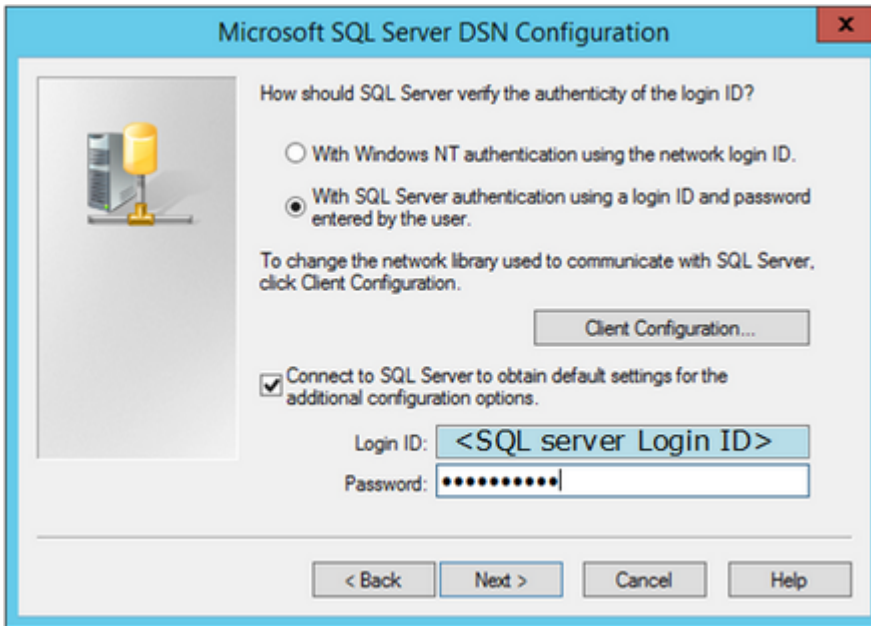 Microsoft SQL Server DSN Configuration
x
How should SQL Server verify the authenticity of the login ID?
With Windows NT authentication using the network login ID.
With SQL Server authentication using a login ID and password
entered by the user.
To change the network library used to communicate with SQL Server,
click Client Configuration.
Client Configuration...
Connect to SQL Server to obtain default settings for the
additional configuration options.
Login ID: <SQL server Login ID>
Password: ●●●●●●●●●●
< Back Next > Cancel Help